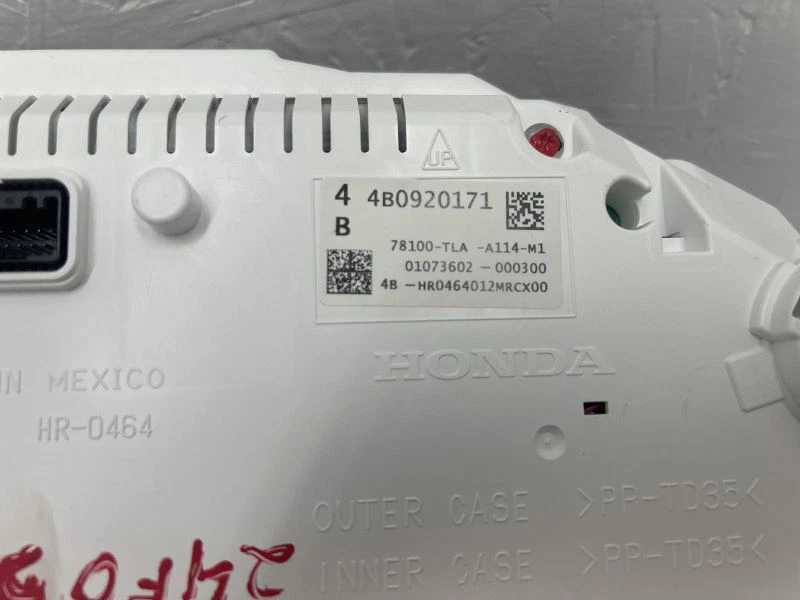 UP
4 4B0920171
B
78100-TLA -A114-M1
01073602 -000300
4B -HR0464012MRCX00
HONDA
IN MEXICO
HR-0464
OUTER CASE >PP-TD35<
INNER CASE >PP-TD35<